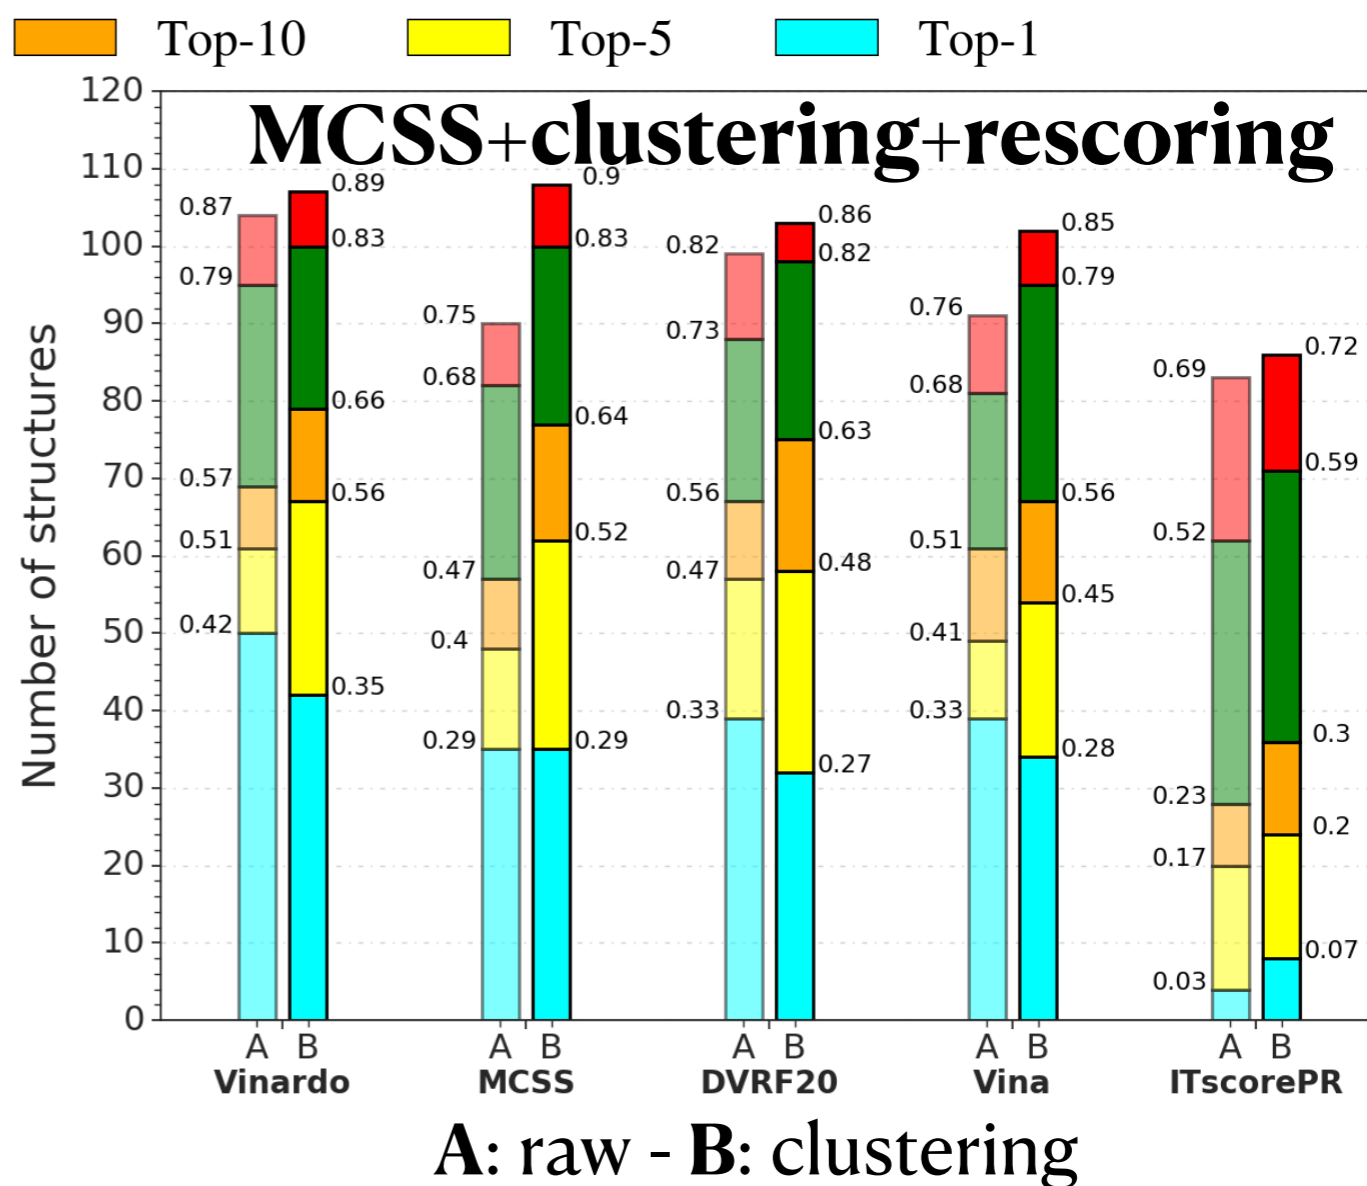 Top-10 Top-5 Top-1
MCSS+clustering+rescoring
Number of structures
120
110
100
90
80
70
60
50
40
30
20
10
0
0.87 0.79 0.57 0.51 0.42
0.89 0.83 0.66 0.56 0.35
0.75 0.68 0.47 0.4 0.29
0.9 0.83 0.64 0.52 0.29
0.82 0.73 0.56 0.47 0.33
0.86 0.82 0.63 0.48 0.27
0.76 0.68 0.51 0.41 0.33
0.85 0.79 0.56 0.45 0.28
0.69 0.52 0.23 0.17 0.03
0.72 0.59 0.3 0.2 0.07
A B A B A B A B A B
Vinardo MCSS DVRF20 Vina ITscorePR
A: raw - B: clustering